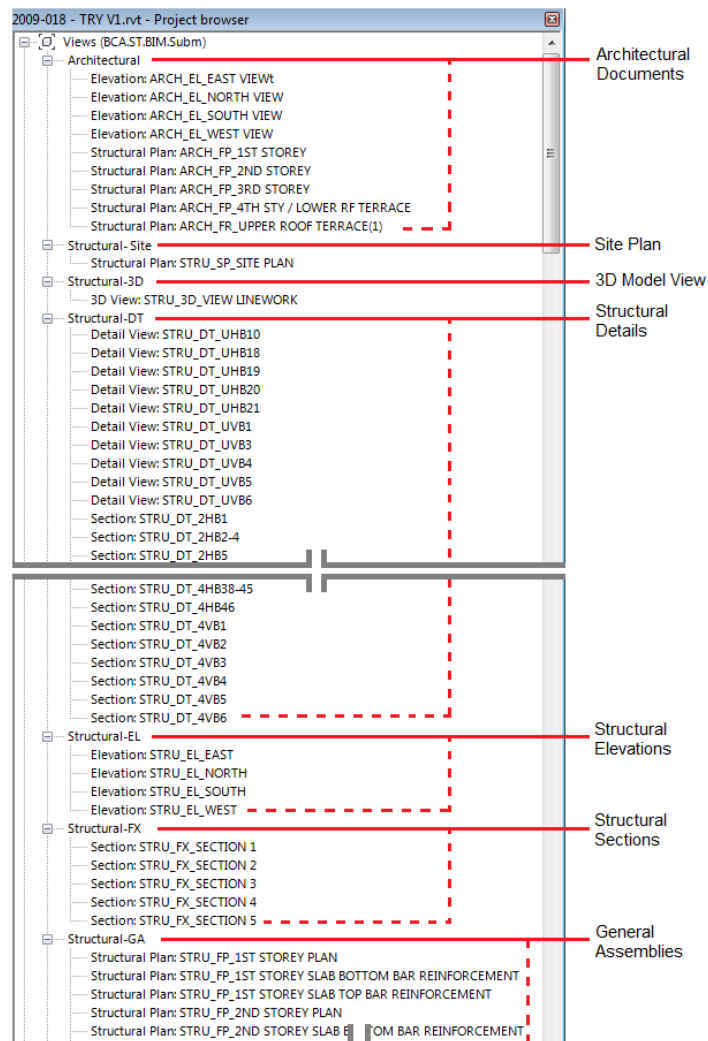 2009-018 - TRY V1.rvt - Project browser
Views (BCA.ST.BIM.Subm)
Architectural
Architectural
Documents
Elevation: ARCH_EL_EAST VIEWt
Elevation: ARCH_EL_NORTH VIEW
Elevation: ARCH_EL_SOUTH VIEW
Elevation: ARCH_EL_WEST VIEW
Structural Plan: ARCH_FP_1ST STOREY
Structural Plan: ARCH_FP_2ND STOREY
Structural Plan: ARCH_FP_3RD STOREY
Structural Plan: ARCH_FP_4TH STY / LOWER RF TERRACE
Structural Plan: ARCH_FR_UPPER ROOF TERRACE(1)
Structural-Site
Site Plan
Structural Plan: STRU_SP_SITE PLAN
Structural-3D
3D Model View
3D View: STRU_3D_VIEW LINEWORK
Structural-DT
Structural
Details
Detail View: STRU_DT_UHB10
Detail View: STRU_DT_UHB18
Detail View: STRU_DT_UHB19
Detail View: STRU_DT_UHB20
Detail View: STRU_DT_UHB21
Detail View: STRU_DT_UVB1
Detail View: STRU_DT_UVB3
Detail View: STRU_DT_UVB4
Detail View: STRU_DT_UVB5
Detail View: STRU_DT_UVB6
Section: STRU_DT_2HB1
Section: STRU_DT_2HB2-4
Section: STRU_DT_2HB5
Section: STRU_DT_4HB38-45
Section: STRU_DT_4HB46
Section: STRU_DT_4VB1
Section: STRU_DT_4VB2
Section: STRU_DT_4VB3
Section: STRU_DT_4VB4
Section: STRU_DT_4VB5
Section: STRU_DT_4VB6
Structural-EL
Structural
Elevations
Elevation: STRU_EL_EAST
Elevation: STRU_EL_NORTH
Elevation: STRU_EL_SOUTH
Elevation: STRU_EL_WEST
Structural-FX
Structural
Sections
Section: STRU_FX_SECTION 1
Section: STRU_FX_SECTION 2
Section: STRU_FX_SECTION 3
Section: STRU_FX_SECTION 4
Section: STRU_FX_SECTION 5
Structural-GA
General
Assemblies
Structural Plan: STRU_FP_1ST STOREY PLAN
Structural Plan: STRU_FP_1ST STOREY SLAB BOTTOM BAR REINFORCEMENT
Structural Plan: STRU_FP_1ST STOREY SLAB TOP BAR REINFORCEMENT
Structural Plan: STRU_FP_2ND STOREY PLAN
Structural Plan: STRU_FP_2ND STOREY SLAB BAR REINFORCEMENT